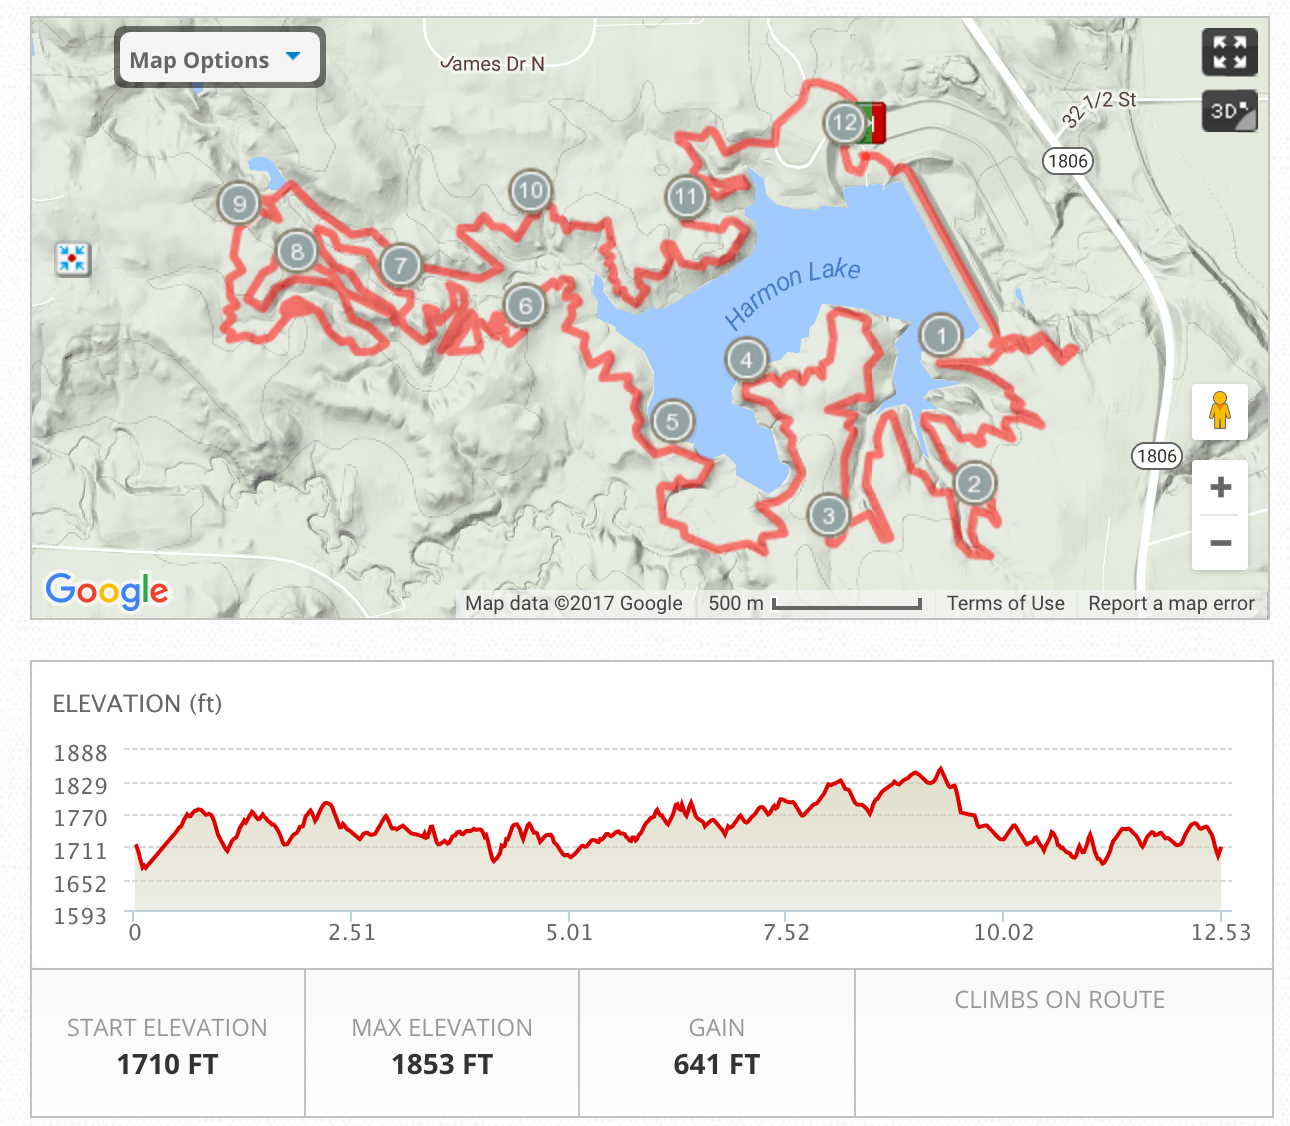 Map Options
James Dr N
32 1/2 St
3D
12
1806
10
11
9
8
7
Harmon Lake
6
1
4
5
1806
2
3
+
−
Google
Map data ©2017 Google
500 m
Terms of Use
Report a map error
ELEVATION (ft)
1888
1829
1770
1711
1652
1593
0 2.51 5.01 7.52 10.02 12.53
START ELEVATION
1710 FT
MAX ELEVATION
1853 FT
GAIN
641 FT
CLIMBS ON ROUTE